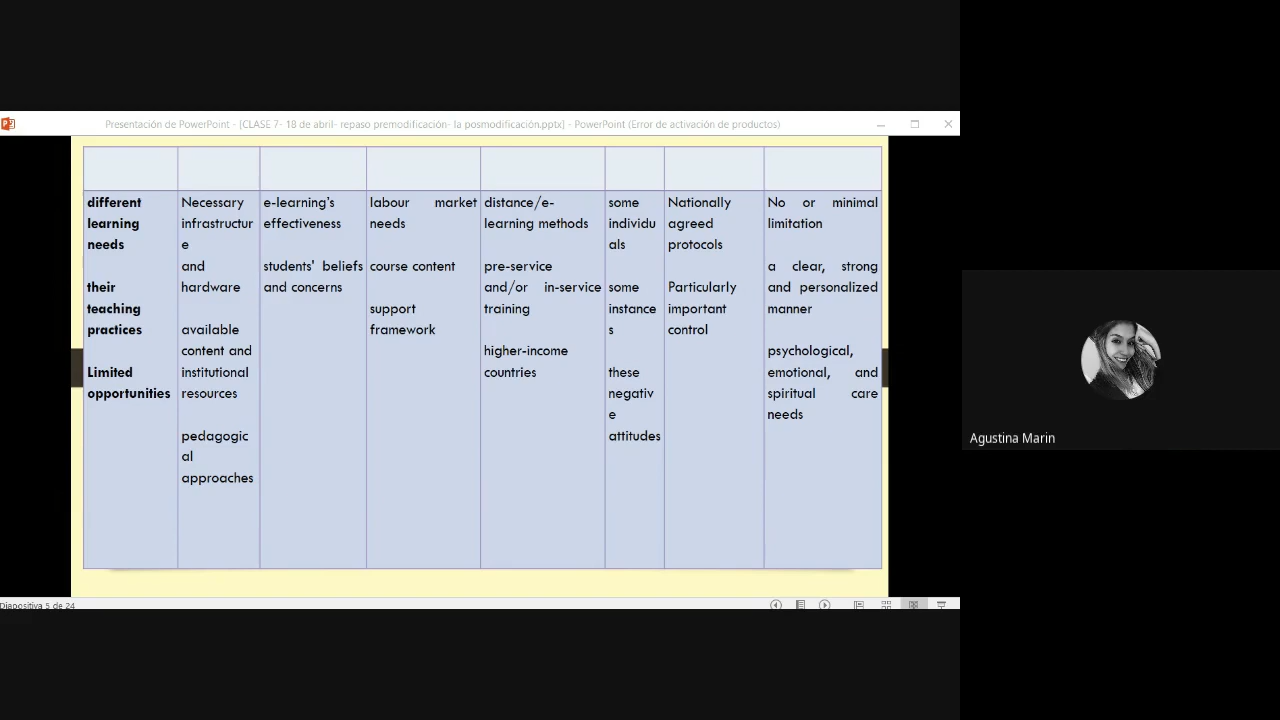 Presentación de PowerPoint - [CLASE 7- 18 de abril- repaso premodificación- la posmodificación.pptx] - PowerPoint (Error de activación de productos)
different
learning
needs
their
teaching
practices
Limited
opportunities
Necessary
infrastructur
e
and
hardware
available
content and
institutional
resources
pedagogic
al
approaches
e-learning's
effectiveness
students' beliefs
and concerns
labour market
needs
course content
support
framework
distance/e-
learning methods
pre-service
and/or in-service
training
higher-income
countries
some
individu
als
some
instance
s
these
negativ
e
attitudes
Nationally
agreed
protocols
Particularly
important
control
No or minimal
limitation
a clear, strong
and personalized
manner
psychological,
emotional, and
spiritual care
needs
Diapositiva 5 de 24
Agustina Marin